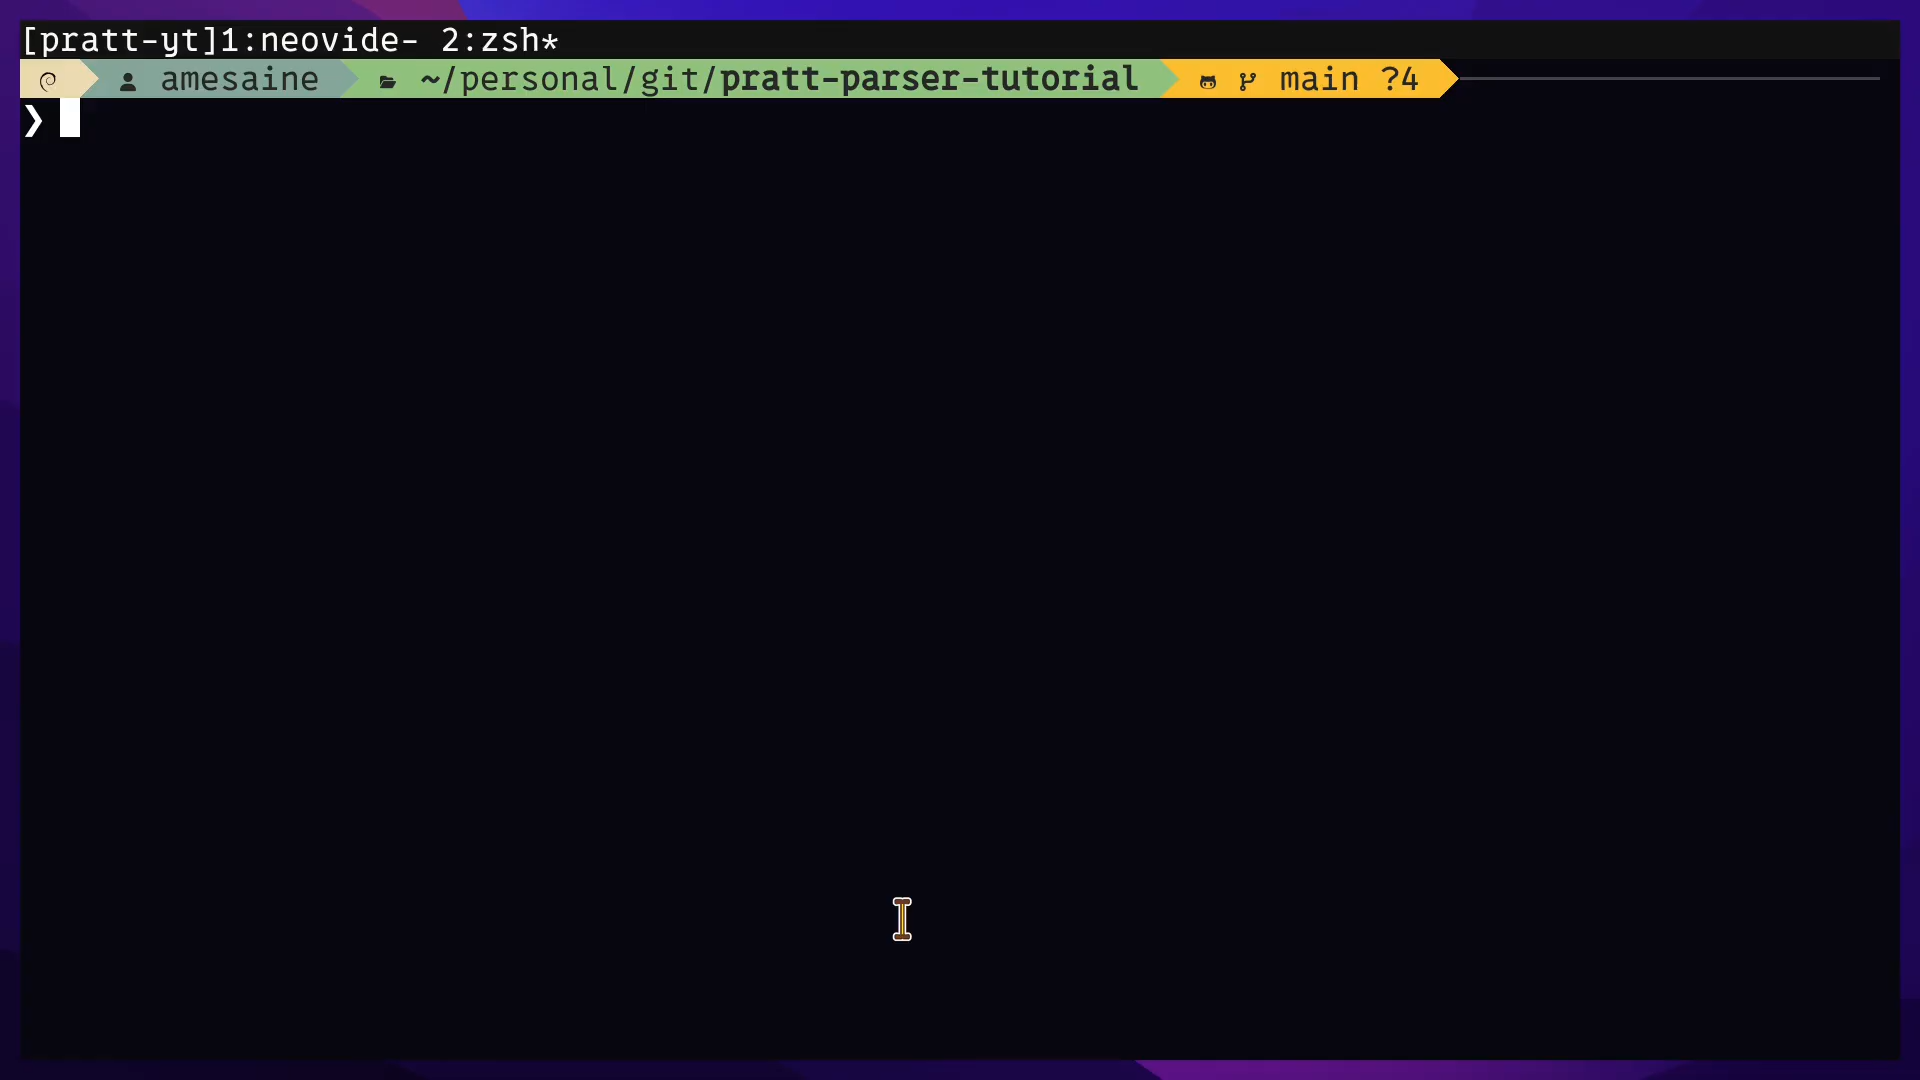 [pratt-yt]1:neovide- 2:zsh*
amesaine ~/personal/git/pratt-parser-tutorial main ?4
❯